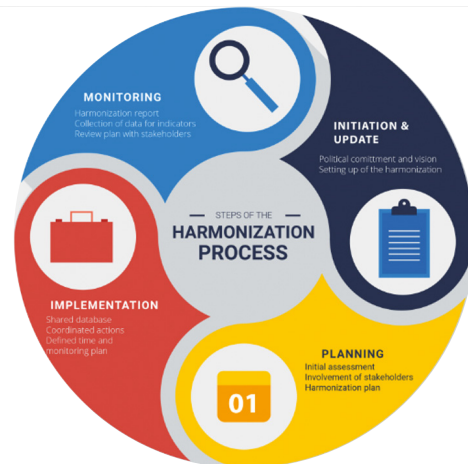 MONITORING
Harmonization report
Collection of data for indicators
Review plan with stakeholders
INITIATION &
UPDATE
Political comittment and vision
Setting up of the harmonization
STEPS OF THE
HARMONIZATION
PROCESS
IMPLEMENTATION
Shared database
Coordinated actions
Defined time and
monitoring plan
PLANNING
Initial assessment
Involvement of stakeholders
Harmonization plan
01